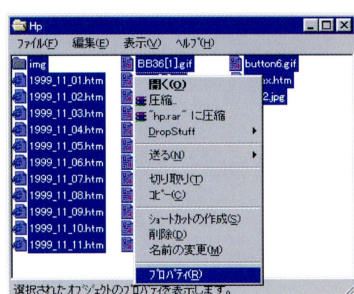 Hp
ファイル(F) 編集(E) 表示(V) ヘルプ(H)
img
1999_11_01.htm
1999_11_02.htm
1999_11_03.htm
1999_11_04.htm
1999_11_05.htm
1999_11_06.htm
1999_11_07.htm
1999_11_08.htm
1999_11_09.htm
1999_11_10.htm
1999_11_11.htm
BB36[1].gif
button6.gif
x.htm
2.jpg
開く(O)
圧縮..
"hp.rar" に圧縮
DropStuff
送る(N)
切り取り(T)
コピー(C)
ショートカットの作成(S)
削除(D)
名前の変更(M)
プロパティ(R)
選択されたオブジェクトのプロパティを表示します。